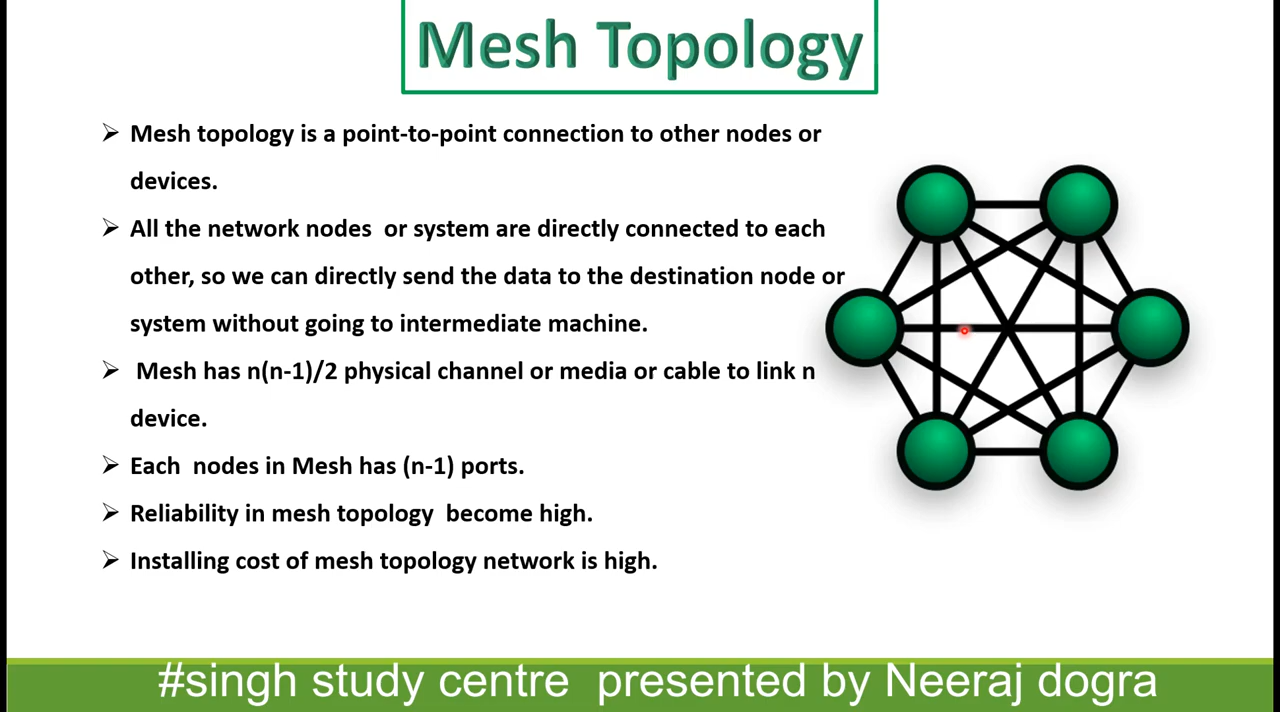 Mesh Topology
➢ Mesh topology is a point-to-point connection to other nodes or
devices.
➢ All the network nodes or system are directly connected to each
other, so we can directly send the data to the destination node or
system without going to intermediate machine.
➢ Mesh has n(n-1)/2 physical channel or media or cable to link n
device.
➢ Each nodes in Mesh has (n-1) ports.
➢ Reliability in mesh topology become high.
➢ Installing cost of mesh topology network is high.
#singh study centre presented by Neeraj dogra